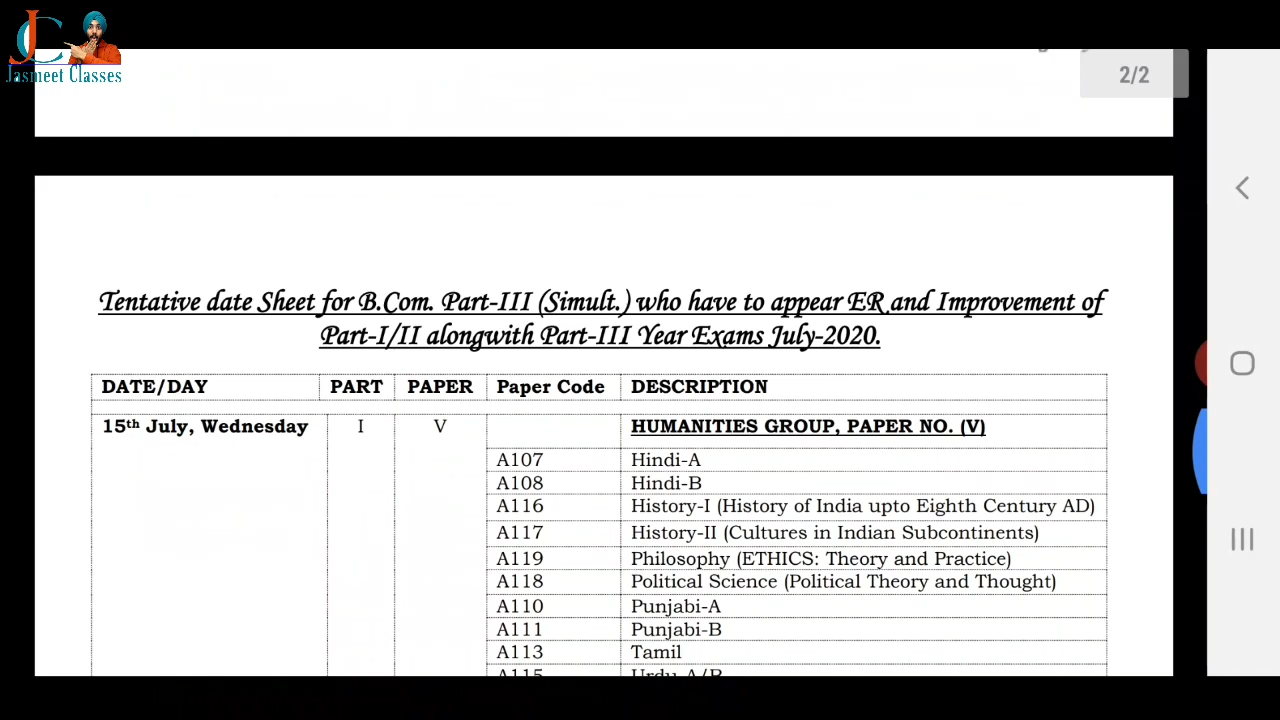 Jasmeet Classes
2/2
Tentative date Sheet for B.Com. Part-III (Simult.) who have to appear ER and Improvement of
Part-I/II alongwith Part-III Year Exams July-2020.
DATE/DAY PART PAPER Paper Code DESCRIPTION
15th July, Wednesday I V HUMANITIES GROUP, PAPER NO. (V)
A107 Hindi-A
A108 Hindi-B
A116 History-I (History of India upto Eighth Century AD)
A117 History-II (Cultures in Indian Subcontinents)
A119 Philosophy (ETHICS: Theory and Practice)
A118 Political Science (Political Theory and Thought)
A110 Punjabi-A
A111 Punjabi-B
A113 Tamil
A115 Urdu-A/B